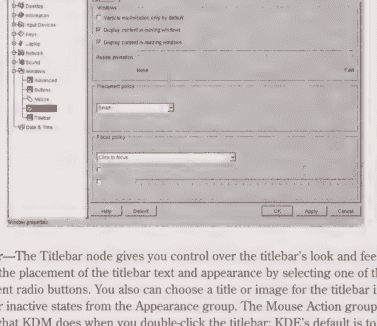 Desktop
Information
Input Devices
Keys
Laptop
Network
Sound
Windows
Advanced
Buttons
Mouse
Titlebar
Date & Time
Windows
Vertical maximization only by default
Display content in moving windows
Display content in resizing windows
Resize animation
None
Fast
Placement policy
Smart
Focus policy
Click to focus
Help
Default
OK
Apply
Cancel
Windows properties
—The Titlebar node gives you control over the titlebar's look and fee
the placement of the titlebar text and appearance by selecting one of th
ent radio buttons. You also can choose a title or image for the titlebar i
r inactive states from the Appearance group. The Mouse Action group
what KDM does when you double-click the titlebar; KDE's default is to